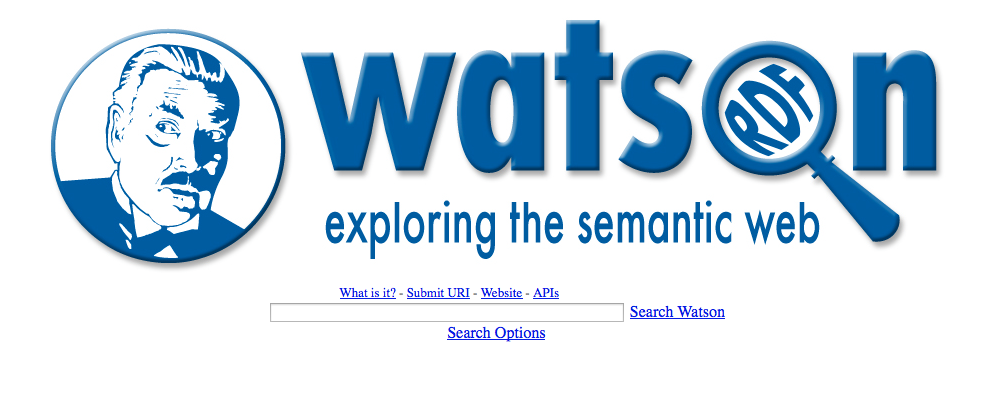 watson
RDF
exploring the semantic web
What is it? - Submit URI - Website - APIs
Search Watson
Search Options